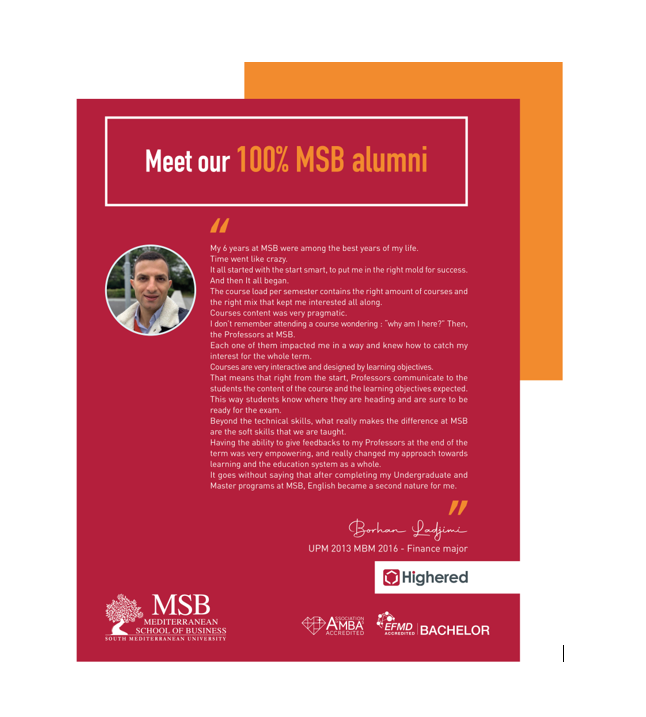 Meet our 100% MSB alumni
“
My 6 years at MSB were among the best years of my life.
Time went like crazy.
It all started with the start smart, to put me in the right mold for success.
And then It all began.
The course load per semester contains the right amount of courses and
the right mix that kept me interested all along.
Courses content was very pragmatic.
I don't remember attending a course wondering : "why am I here?" Then,
the Professors at MSB.
Each one of them impacted me in a way and knew how to catch my
interest for the whole term.
Courses are very interactive and designed by learning objectives.
That means that right from the start, Professors communicate to the
students the content of the course and the learning objectives expected.
This way students know where they are heading and are sure to be
ready for the exam.
Beyond the technical skills, what really makes the difference at MSB
are the soft skills that we are taught.
Having the ability to give feedbacks to my Professors at the end of the
term was very empowering, and really changed my approach towards
learning and the education system as a whole.
It goes without saying that after completing my Undergraduate and
Master programs at MSB, English became a second nature for me.
”
Borhan Ladjimi
UPM 2013 MBM 2016 - Finance major
Highered
MSB
MEDITERRANEAN
SCHOOL OF BUSINESS
SOUTH MEDITERRANEAN UNIVERSITY
ASSOCIATION
AMBA
ACCREDITED
EFMD
ACCREDITED
BACHELOR